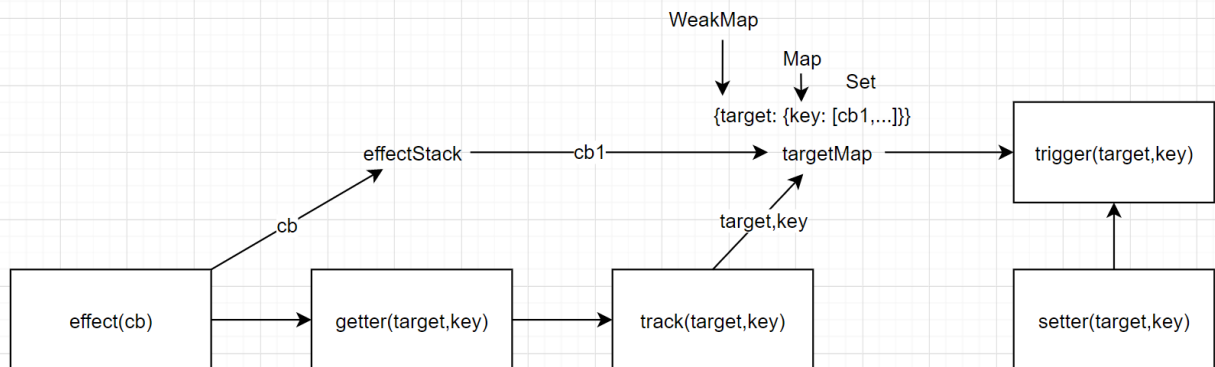 WeakMap
Map
Set
{target: {key: [cb1,...]}}
effectStack
cb1
targetMap
trigger(target,key)
cb
target,key
effect(cb)
getter(target,key)
track(target,key)
setter(target,key)